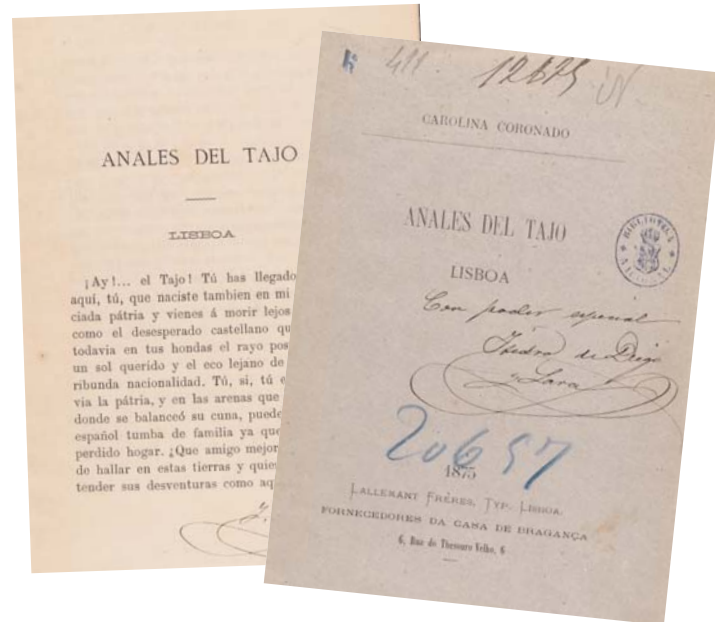 ANALES DEL TAJO
LISBOA
¡Ay!... el Tajo! Tú has llegado
aquí, tú, que naciste tambien en mi
ciada pátria y vienes á morir lejos
como el desesperado castellano qu
todavia en tus hondas el rayo pos
un sol querido y el eco lejano de
ribunda nacionalidad. Tú, si, tú e
via la pátria, y en las arenas que
donde se balanceó su cuna, puede
español tumba de familia ya que
perdido hogar. ¿Que amigo mejor
de hallar en estas tierras y quie
tender sus desventuras como aq
K 411 12675
CAROLINA CORONADO
ANALES DEL TAJO
LISBOA
BIBLIOTECA NACIONAL
Con poder especial
Isidro de Diego
y Lara
20657
1875
LALLEMANT FRÈRES, TYP. LISBOA.
FORNECEDORES DA CASA DE BRAGANÇA
6, Rua do Thesouro Velho, 6